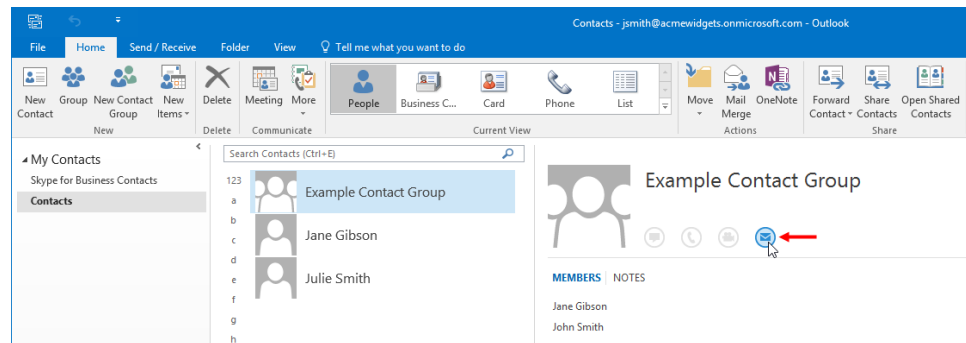 Contacts - jsmith@acmewidgets.onmicrosoft.com - Outlook
File Home Send / Receive Folder View Tell me what you want to do
New Contact
Group
New Contact Group
New Items
Delete
Meeting
More
People
Business C...
Card
Phone
List
Move
Mail Merge
OneNote
Forward Contact
Share Contacts
Open Shared Contacts
New Delete Communicate Current View Actions Share
My Contacts
Skype for Business Contacts
Contacts
Search Contacts (Ctrl+E)
123
a
b
c
d
e
f
g
h
Example Contact Group
Jane Gibson
Julie Smith
Example Contact Group
MEMBERS NOTES
Jane Gibson
John Smith